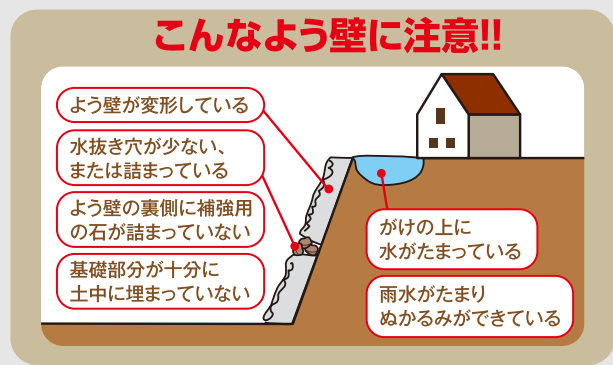 こんなよう壁に注意!!
よう壁が変形している
水抜き穴が少ない、
または詰まっている
よう壁の裏側に補強用
の石が詰まっていない
基礎部分が十分に
土中に埋まっていない
がけの上に
水がたまっている
雨水がたまり
ぬかるみができている